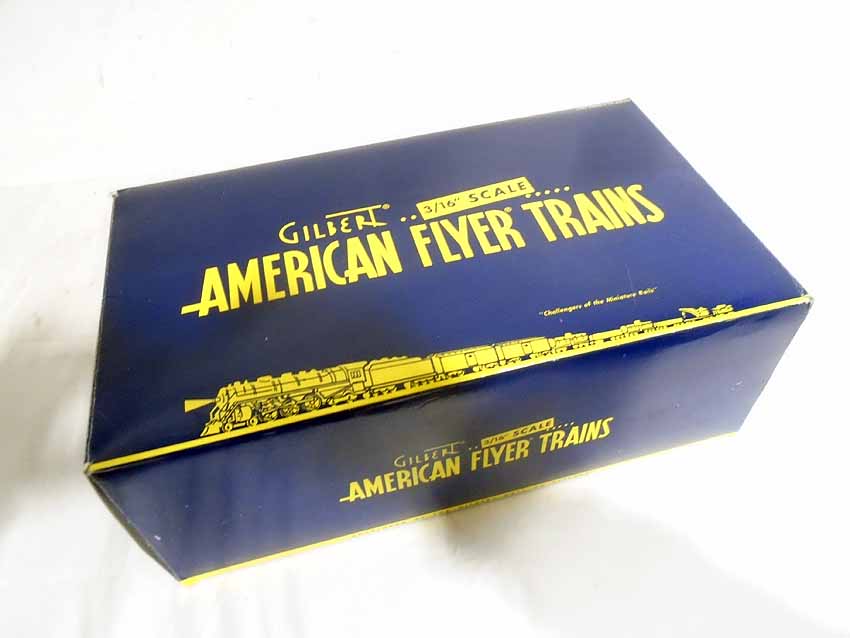 GILBERT® ..3/16" SCALE.....
AMERICAN FLYER® TRAINS
"Challengers of the Miniature Rails"
GILBERT ..3/16" SCALE.....
AMERICAN FLYER® TRAINS